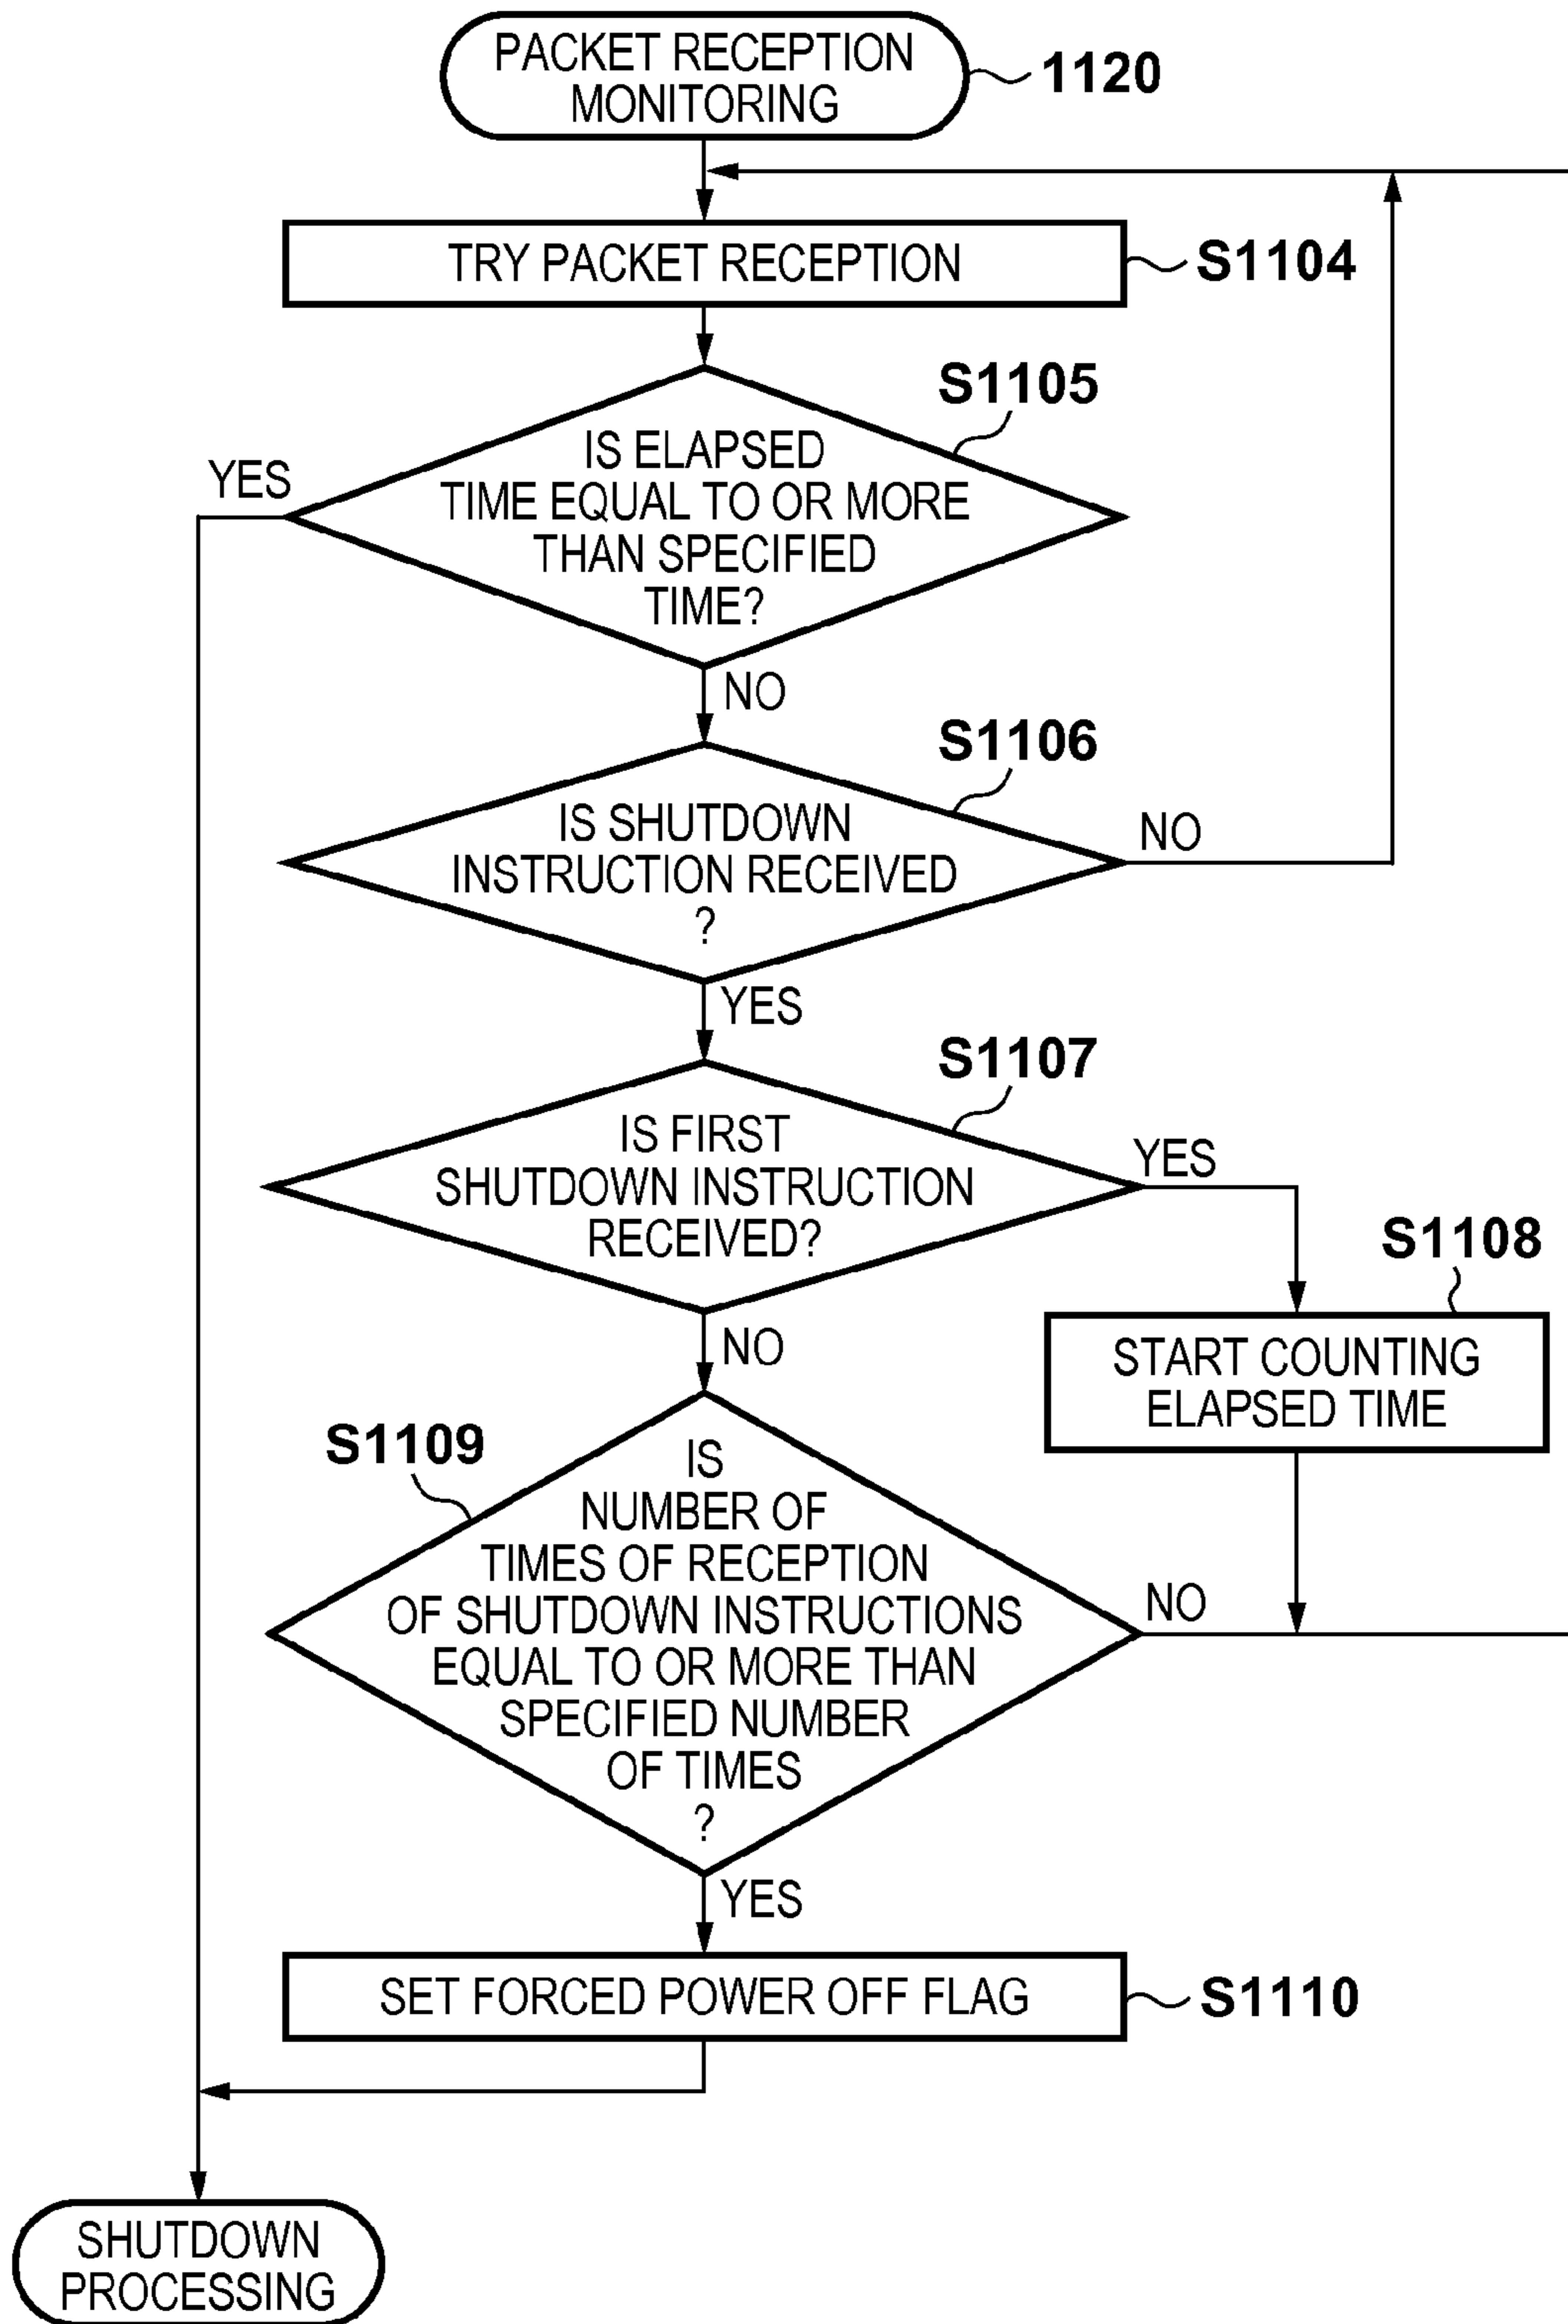 PACKET RECEPTION
MONITORING
1120
TRY PACKET RECEPTION
S1104
S1105
IS ELAPSED
TIME EQUAL TO OR MORE
THAN SPECIFIED
TIME?
YES
NO
S1106
IS SHUTDOWN
INSTRUCTION RECEIVED
?
NO
YES
S1107
IS FIRST
SHUTDOWN INSTRUCTION
RECEIVED?
YES
NO
S1108
START COUNTING
ELAPSED TIME
S1109
IS
NUMBER OF
TIMES OF RECEPTION
OF SHUTDOWN INSTRUCTIONS
EQUAL TO OR MORE THAN
SPECIFIED NUMBER
OF TIMES
?
NO
YES
SET FORCED POWER OFF FLAG
S1110
SHUTDOWN
PROCESSING